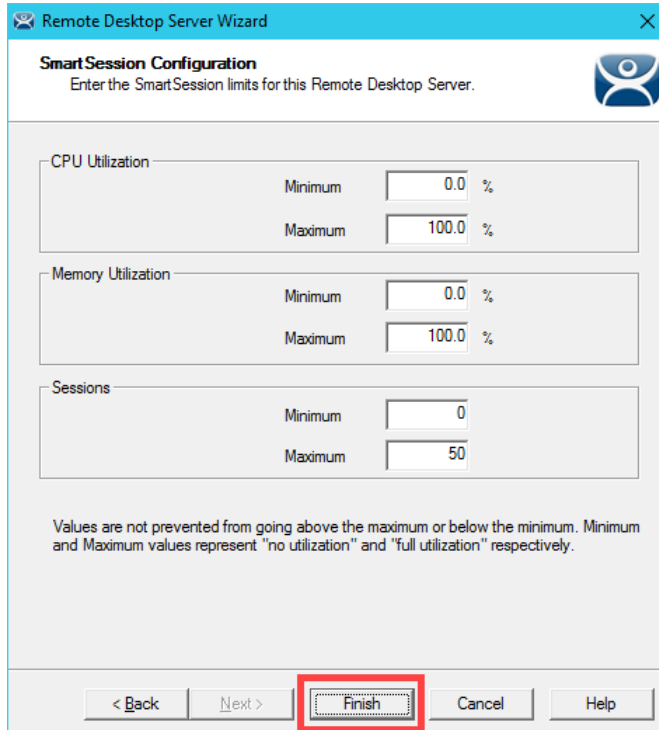 Remote Desktop Server Wizard
SmartSession Configuration
Enter the SmartSession limits for this Remote Desktop Server.
CPU Utilization
Minimum 0.0 %
Maximum 100.0 %
Memory Utilization
Minimum 0.0 %
Maximum 100.0 %
Sessions
Minimum 0
Maximum 50
Values are not prevented from going above the maximum or below the minimum. Minimum
and Maximum values represent "no utilization" and "full utilization" respectively.
< Back Next > Finish Cancel Help